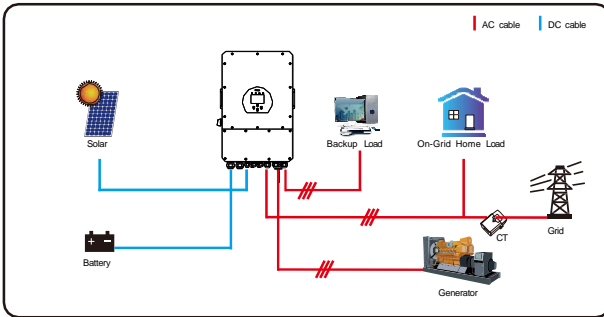 AC cable
DC cable
Solar
Backup Load
On-Grid Home Load
CT
Grid
Battery
Generator